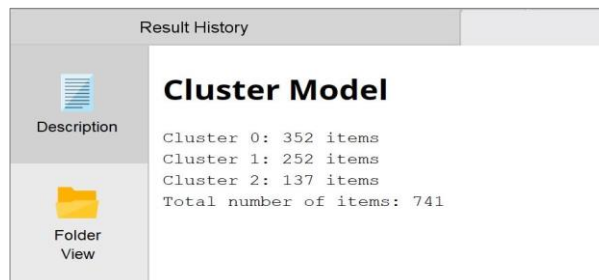 Result History
Description
Cluster Model
Cluster 0: 352 items
Cluster 1: 252 items
Cluster 2: 137 items
Total number of items: 741
Folder
View